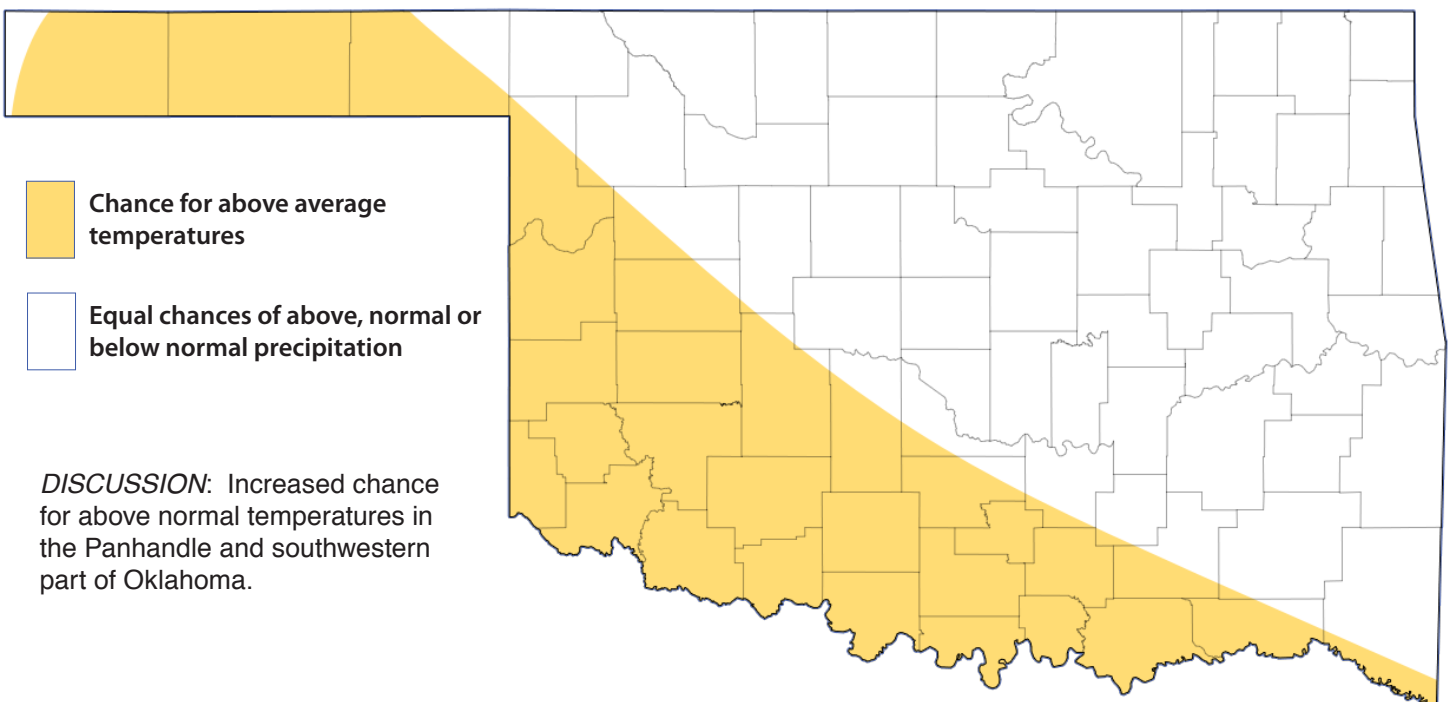 Chance for above average
temperatures
Equal chances of above, normal or
below normal precipitation
DISCUSSION:  Increased chance
for above normal temperatures in
the Panhandle and southwestern
part of Oklahoma.